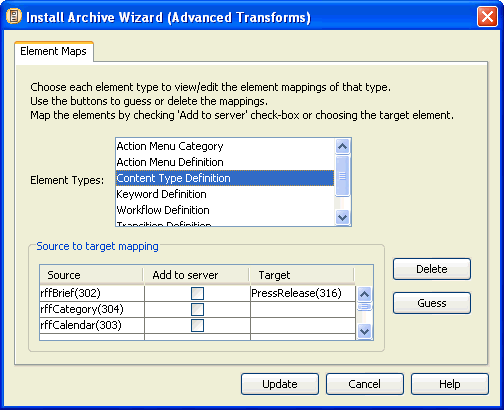 Install Archive Wizard (Advanced Transforms)
Element Maps
Choose each element type to view/edit the element mappings of that type.
Use the buttons to guess or delete the mappings.
Map the elements by checking 'Add to server' check-box or choosing the target element.
Element Types:
Action Menu Category
Action Menu Definition
Content Type Definition
Keyword Definition
Workflow Definition
Transition Definition
Source to target mapping
Source Add to server Target
rffBrief(302) PressRelease(316)
rffCategory(304)
rffCalendar(303)
Delete
Guess
Update Cancel Help